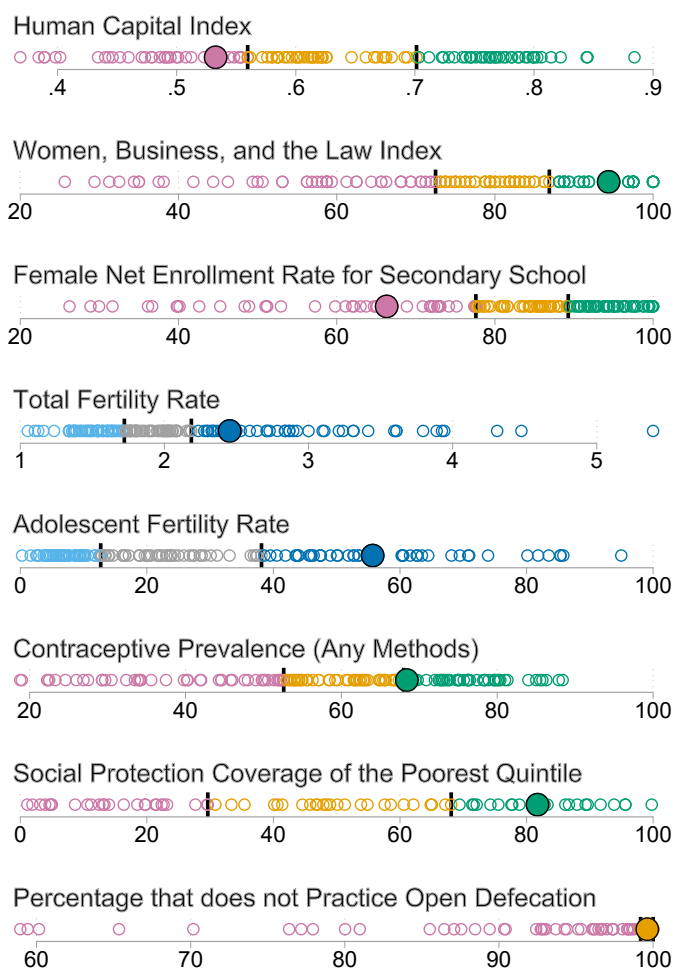 Human Capital Index
.4 .5 .6 .7 .8 .9
Women, Business, and the Law Index
20 40 60 80 100
Female Net Enrollment Rate for Secondary School
20 40 60 80 100
Total Fertility Rate
1 2 3 4 5
Adolescent Fertility Rate
0 20 40 60 80 100
Contraceptive Prevalence (Any Methods)
20 40 60 80 100
Social Protection Coverage of the Poorest Quintile
0 20 40 60 80 100
Percentage that does not Practice Open Defecation
60 70 80 90 100